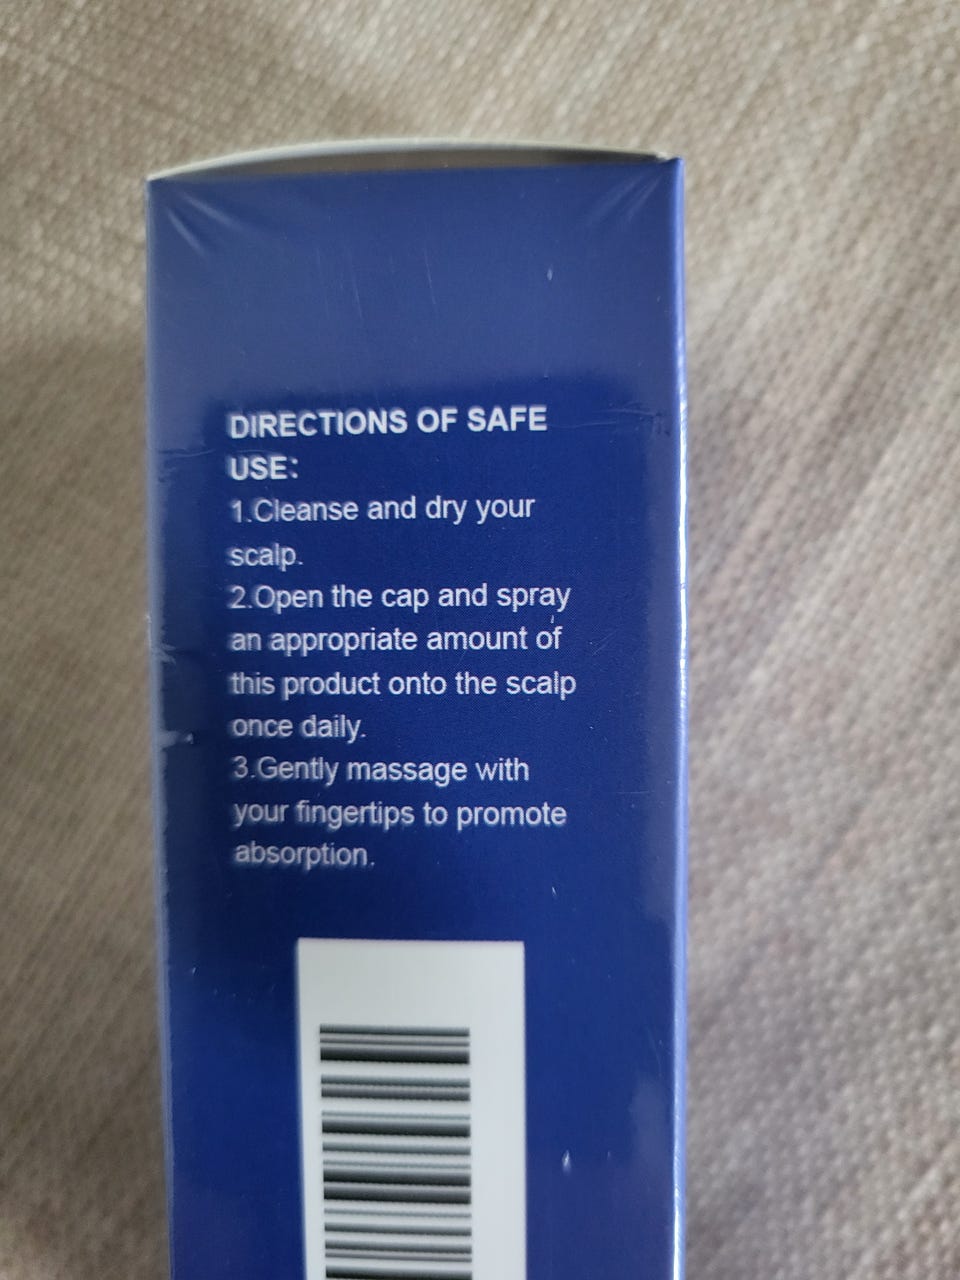 DIRECTIONS OF SAFE
USE:
1.Cleanse and dry your
scalp.
2.Open the cap and spray
an appropriate amount of
this product onto the scalp
once daily.
3.Gently massage with
your fingertips to promote
absorption.